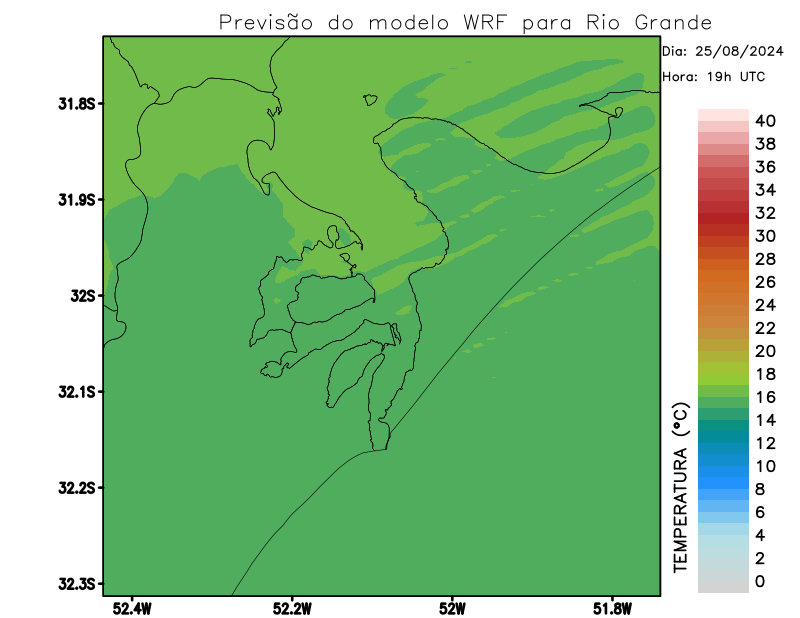 Previsão do modelo WRF para Rio Grande
Dia: 25/08/2024
Hora: 19h UTC
31.8S
31.9S
32S
32.1S
32.2S
32.3S
52.4W
52.2W
52W
51.8W
TEMPERATURA (°C)
40
38
36
34
32
30
28
26
24
22
20
18
16
14
12
10
8
6
4
2
0